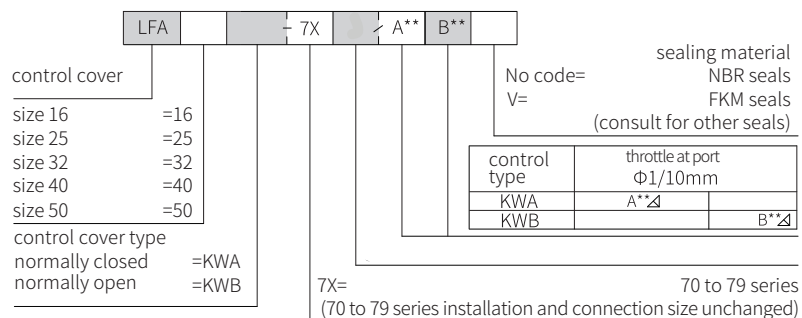 LFA - 7X / A** B**
sealing material
No code= NBR seals
V= FKM seals
(consult for other seals)
control cover
size 16 =16
size 25 =25
size 32 =32
size 40 =40
size 50 =50
control type throttle at port Φ1/10mm
KWA A**⊿
KWB B**⊿
control cover type
normally closed =KWA
normally open =KWB
7X= 70 to 79 series
(70 to 79 series installation and connection size unchanged)